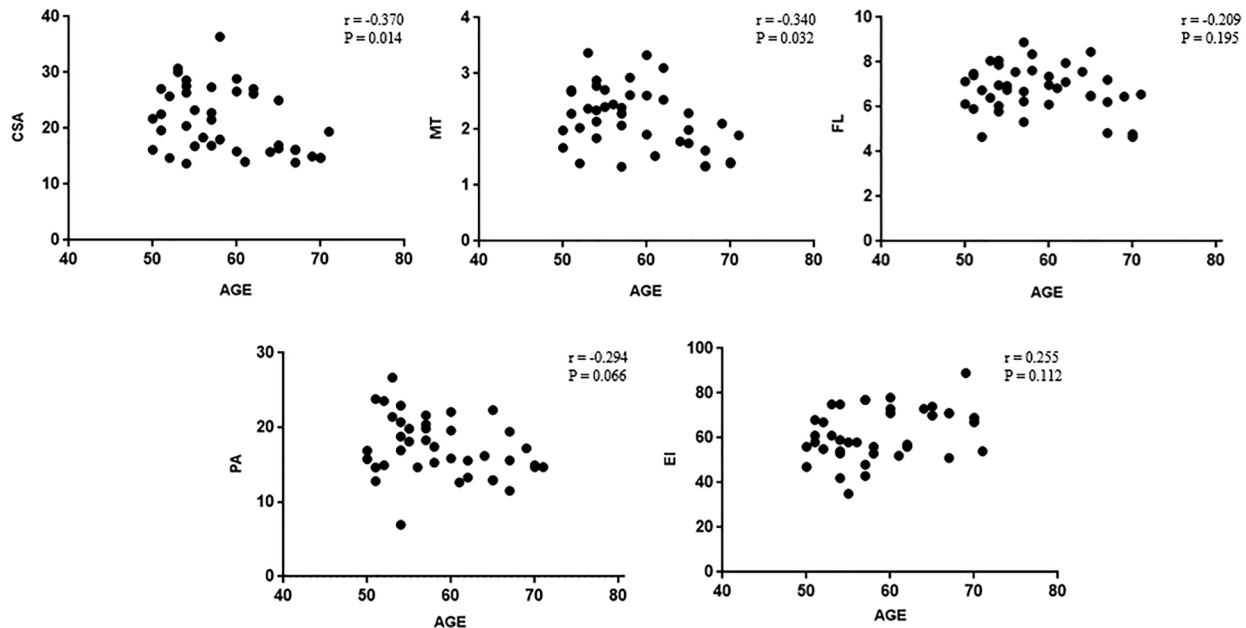 40
30
20
10
0
CSA
r = -0.370
P = 0.014
40 50 60 70 80
AGE
4
3
2
1
0
MT
r = -0.340
P = 0.032
40 50 60 70 80
AGE
10
8
6
4
2
0
FL
r = -0.209
P = 0.195
40 50 60 70 80
AGE
30
20
10
0
PA
r = -0.294
P = 0.066
40 50 60 70 80
AGE
100
80
60
40
20
0
EI
r = 0.255
P = 0.112
40 50 60 70 80
AGE